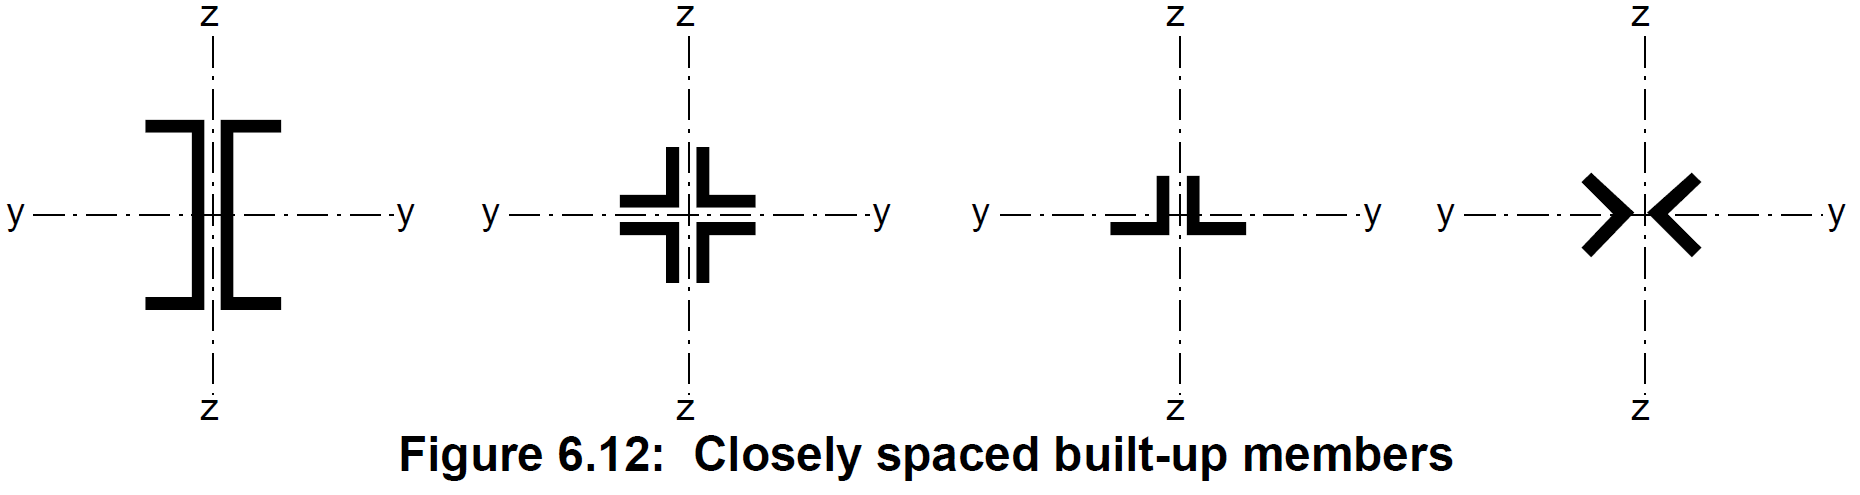 z z z z
y y y y y y y y
z z z z
Figure 6.12: Closely spaced built-up members